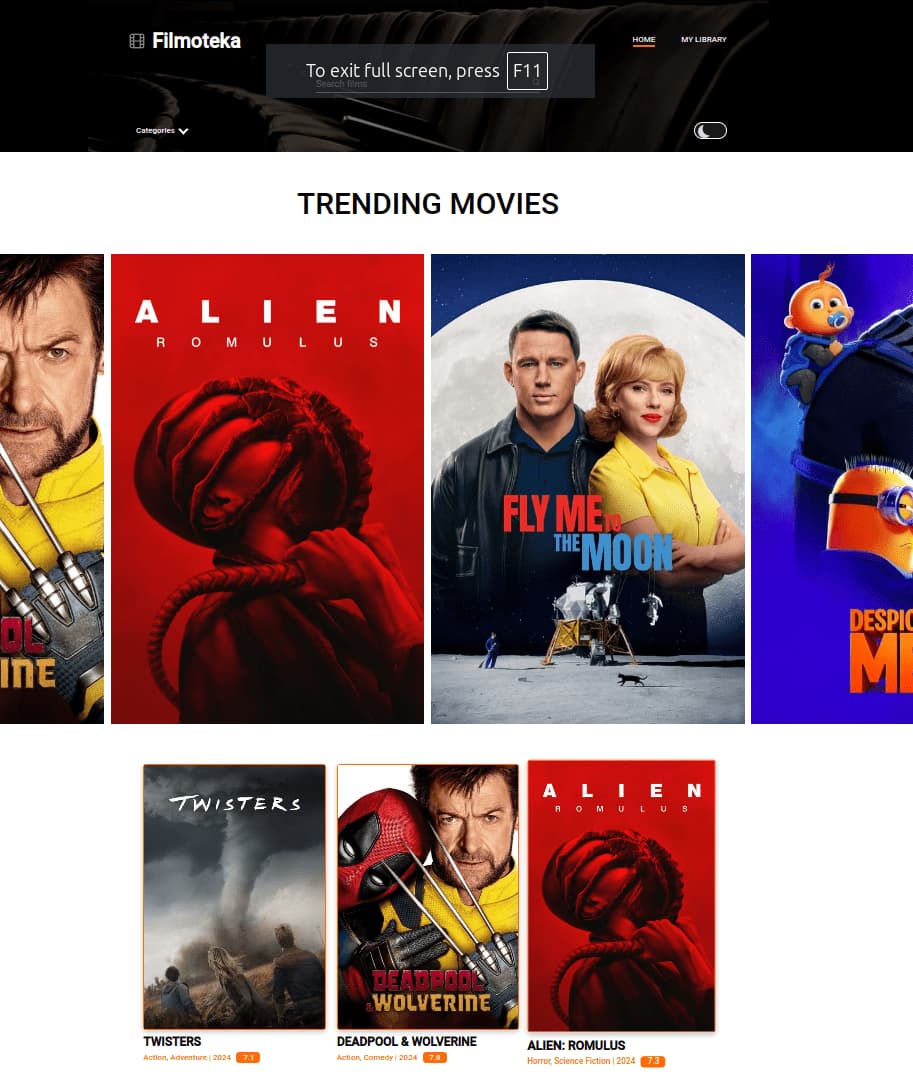 Filmoteka
HOME
MY LIBRARY
To exit full screen, press F11
Search films
Categories
TRENDING MOVIES
OL
INE
ALIEN
ROMULUS
FLY ME TO
THE MOON
DESPIC
ME
TWISTERS
DEADPOOL
& WOLVERINE
ALIEN
ROMULUS
TWISTERS
Action, Adventure | 2024 7.1
DEADPOOL & WOLVERINE
Action, Comedy | 2024 7.8
ALIEN: ROMULUS
Horror, Science Fiction | 2024 7.3